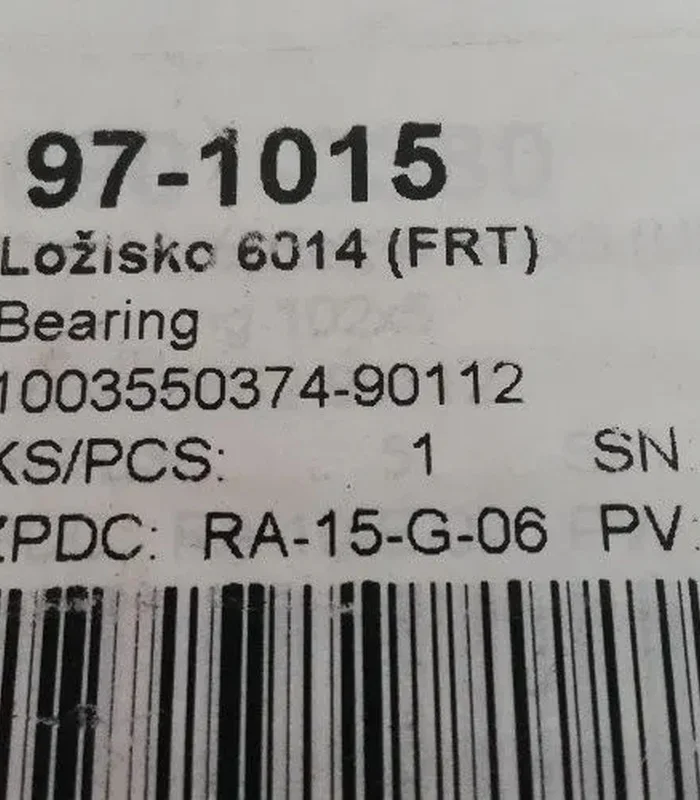 97-1015
Ložisko 6014 (FRT)
Bearing
1003550374-90112
KS/PCS: 1 SN:
ZPDC: RA-15-G-06 PV: